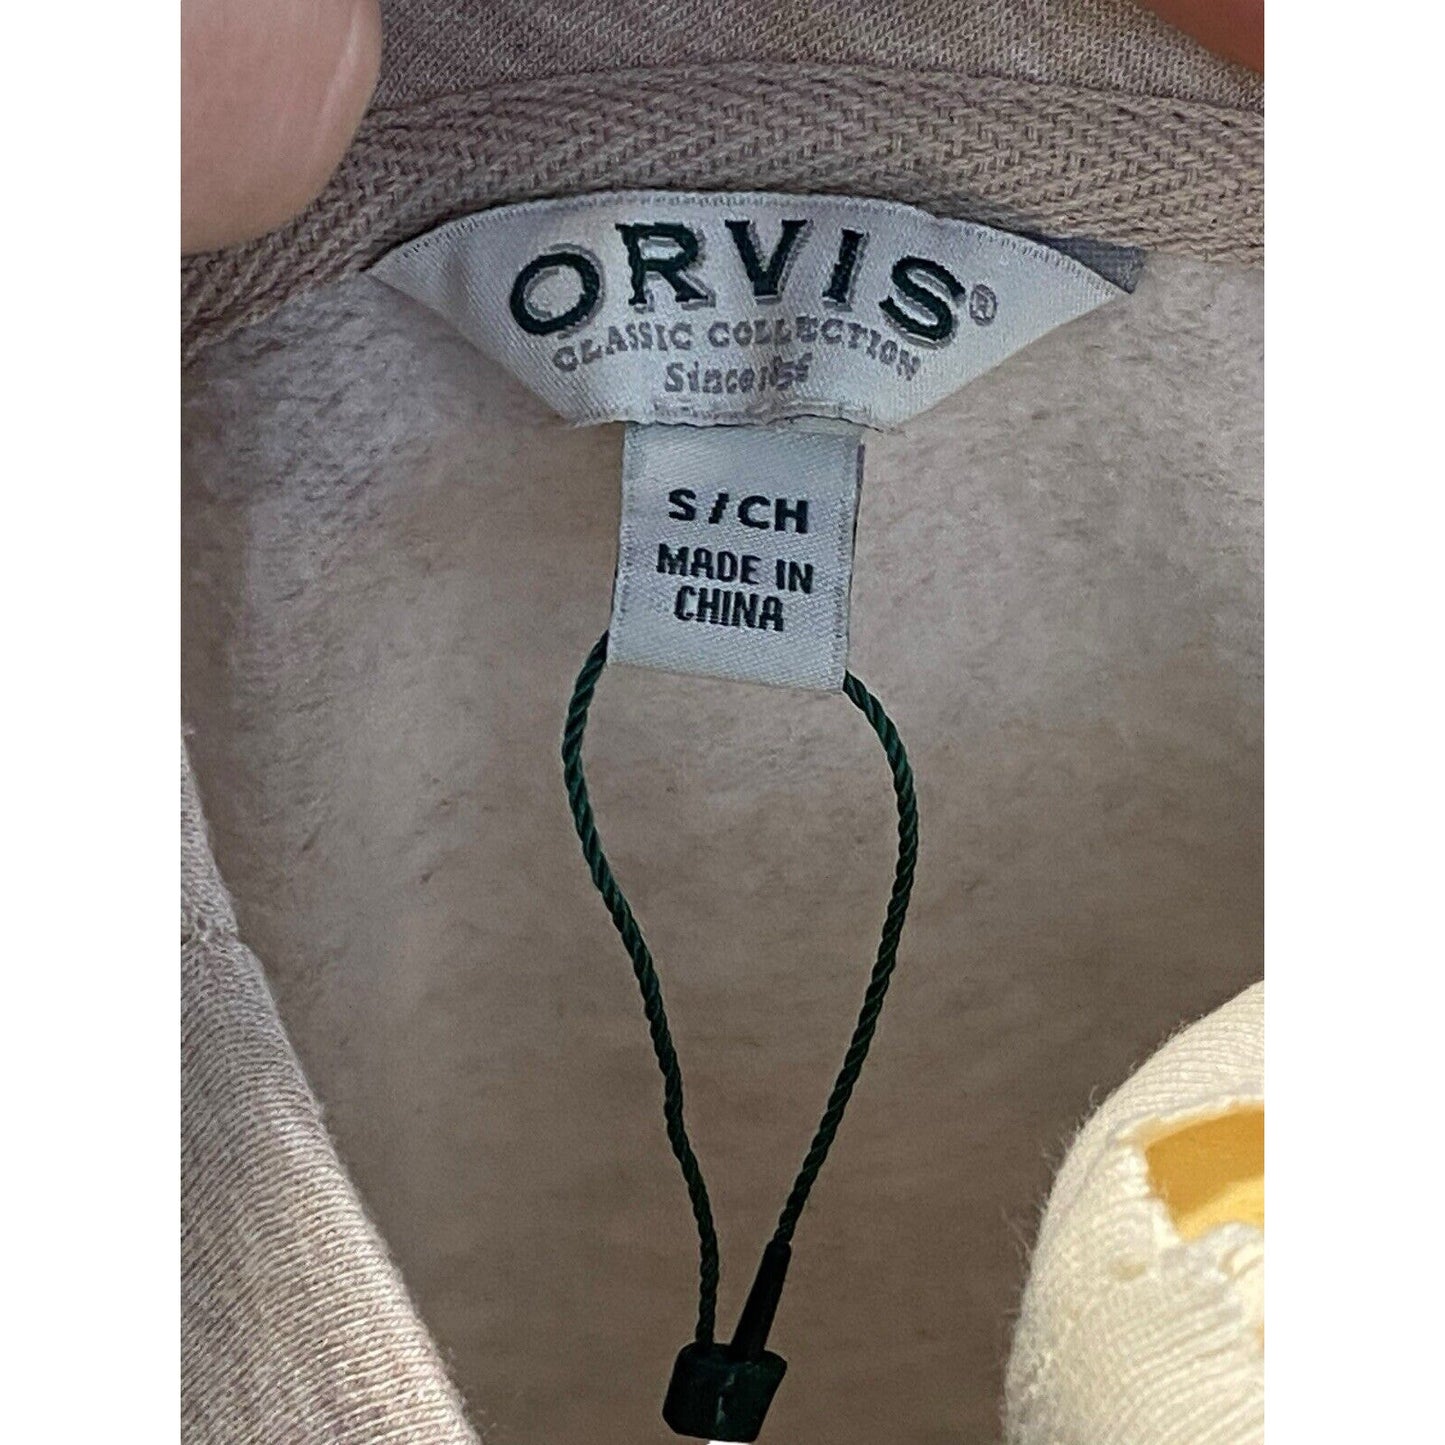 ORVIS®
CLASSIC COLLECTION
Since
S/CH
MADE IN
CHINA